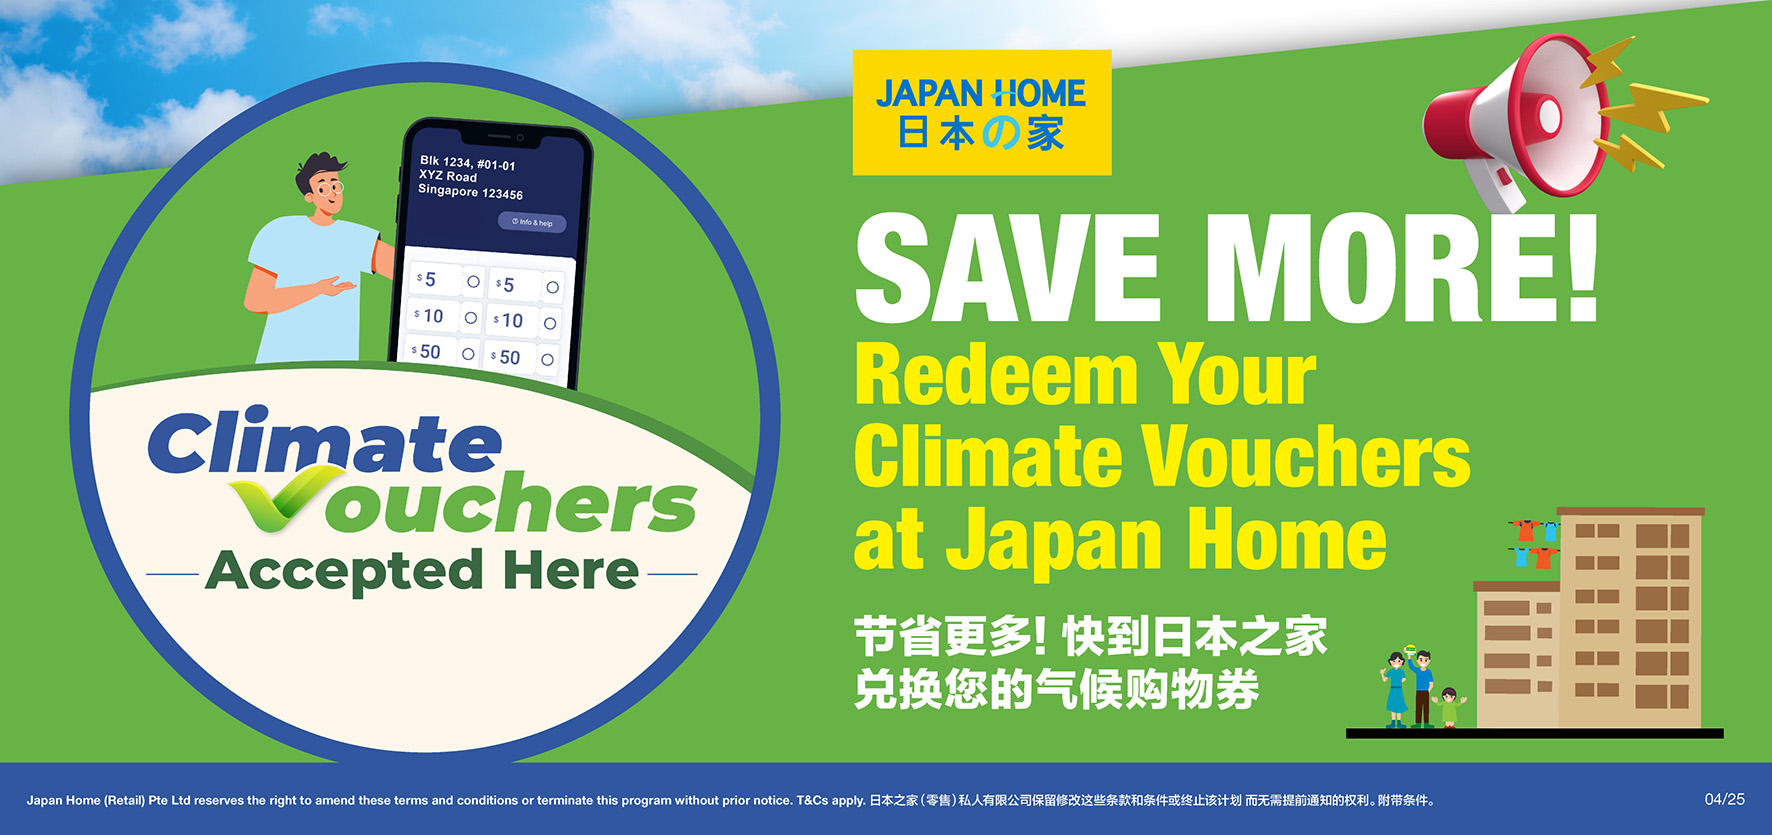 Blk 1234, #01-01
XYZ Road
Singapore 123456
Info & help
$5 $5
$10 $10
$50 $50
Climate
Vouchers
Accepted Here
JAPAN HOME
日本の家
SAVE MORE!
Redeem Your
Climate Vouchers
at Japan Home
节省更多! 快到日本之家
兑换您的气候购物券
Japan Home (Retail) Pte Ltd reserves the right to amend these terms and conditions or terminate this program without prior notice. T&Cs apply. 日本之家（零售）私人有限公司保留修改这些条款和条件或终止该计划 而无需提前通知的权利。附带条件。
04/25